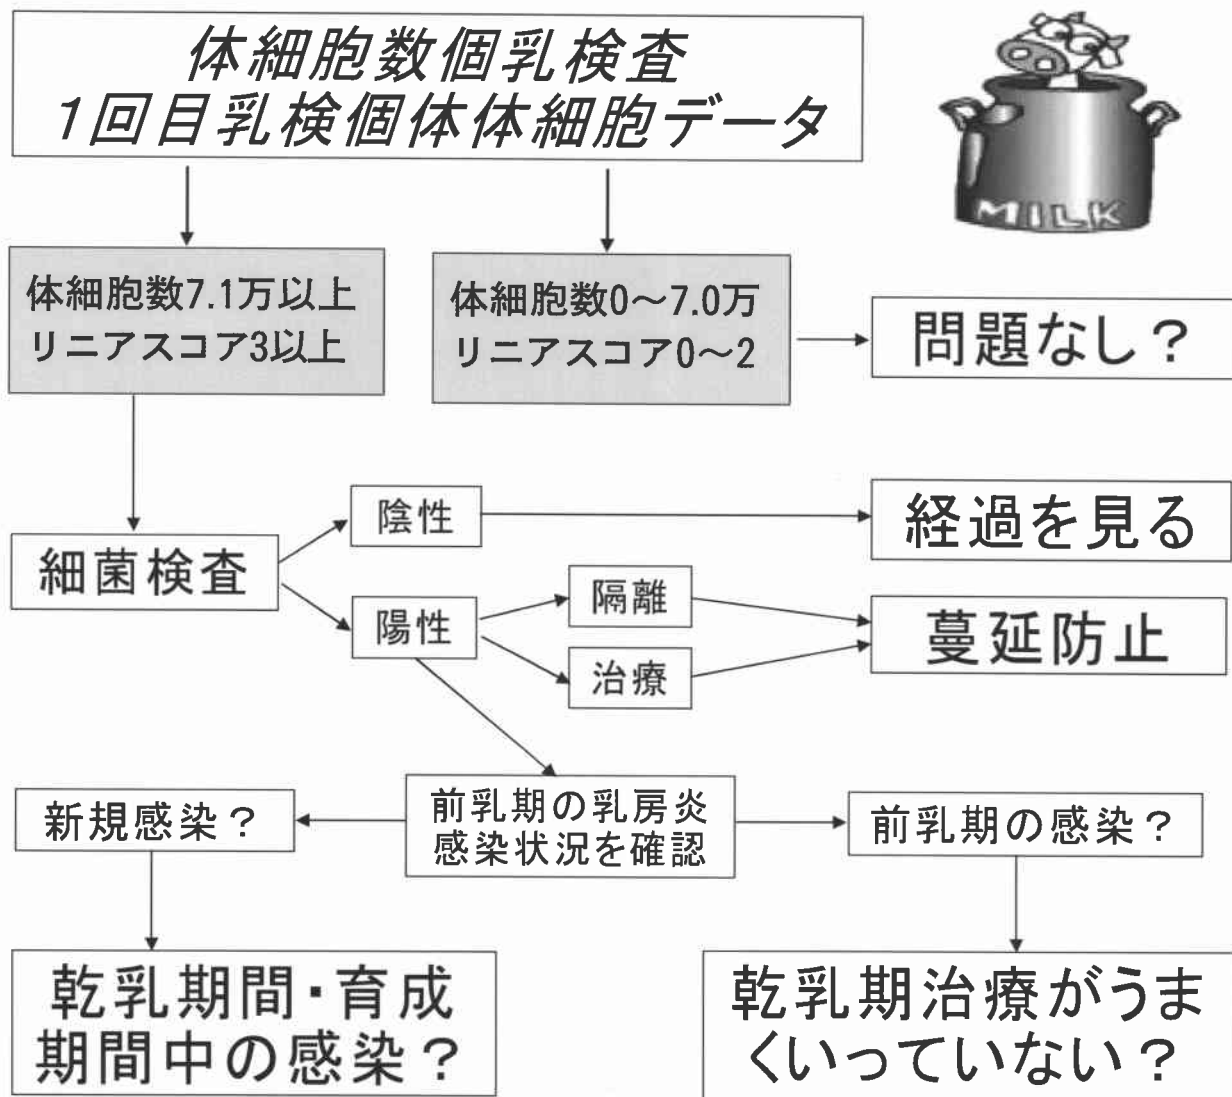 体細胞数個乳検査
1回目乳検個体体細胞データ
MILK
体細胞数7.1万以上
リニアスコア3以上
体細胞数0～7.0万
リニアスコア0～2
問題なし？
陰性
経過を見る
細菌検査
陽性
隔離
治療
蔓延防止
新規感染？
前乳期の乳房炎
感染状況を確認
前乳期の感染？
乾乳期間・育成
期間中の感染？
乾乳期治療がうま
くいっていない？